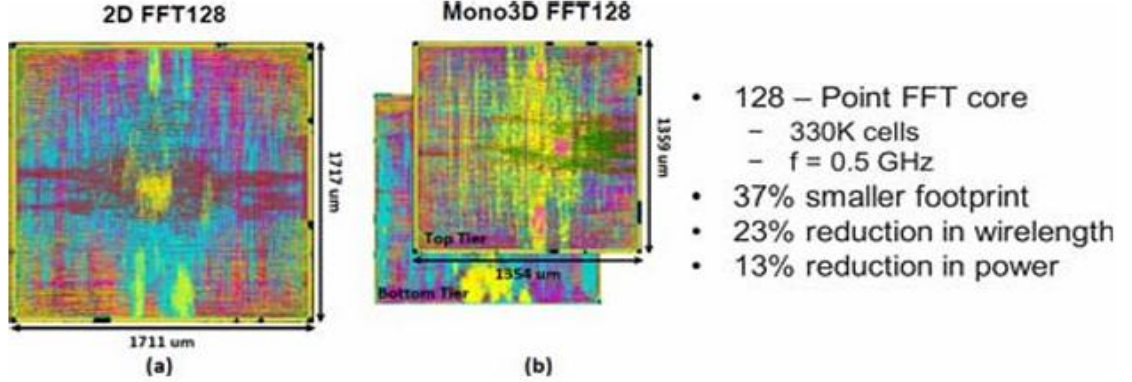 2D FFT128
1717 um
1711 um
(a)
Mono3D FFT128
1359 um
Top Tier
1354 um
Bottom Tier
(b)
• 128 – Point FFT core
– 330K cells
– f = 0.5 GHz
• 37% smaller footprint
• 23% reduction in wirelength
• 13% reduction in power